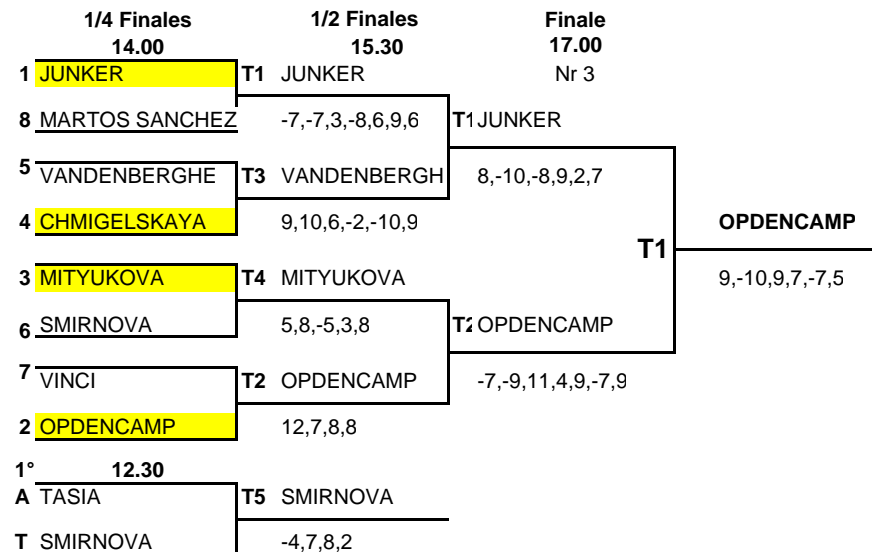 1/4 Finales 1/2 Finales Finale
14.00 15.30 17.00
1 JUNKER T1 JUNKER Nr 3
8 MARTOS SANCHEZ -7,-7,3,-8,6,9,6 T1 JUNKER
5 VANDENBERGHE T3 VANDENBERGH 8,-10,-8,9,2,7
4 CHMIGELSKAYA 9,10,6,-2,-10,9 OPDENCAMP
T1
3 MITYUKOVA T4 MITYUKOVA 9,-10,9,7,-7,5
6 SMIRNOVA 5,8,-5,3,8 T2 OPDENCAMP
7 VINCI T2 OPDENCAMP -7,-9,11,4,9,-7,9
2 OPDENCAMP 12,7,8,8
1° 12.30
A TASIA T5 SMIRNOVA
T SMIRNOVA -4,7,8,2